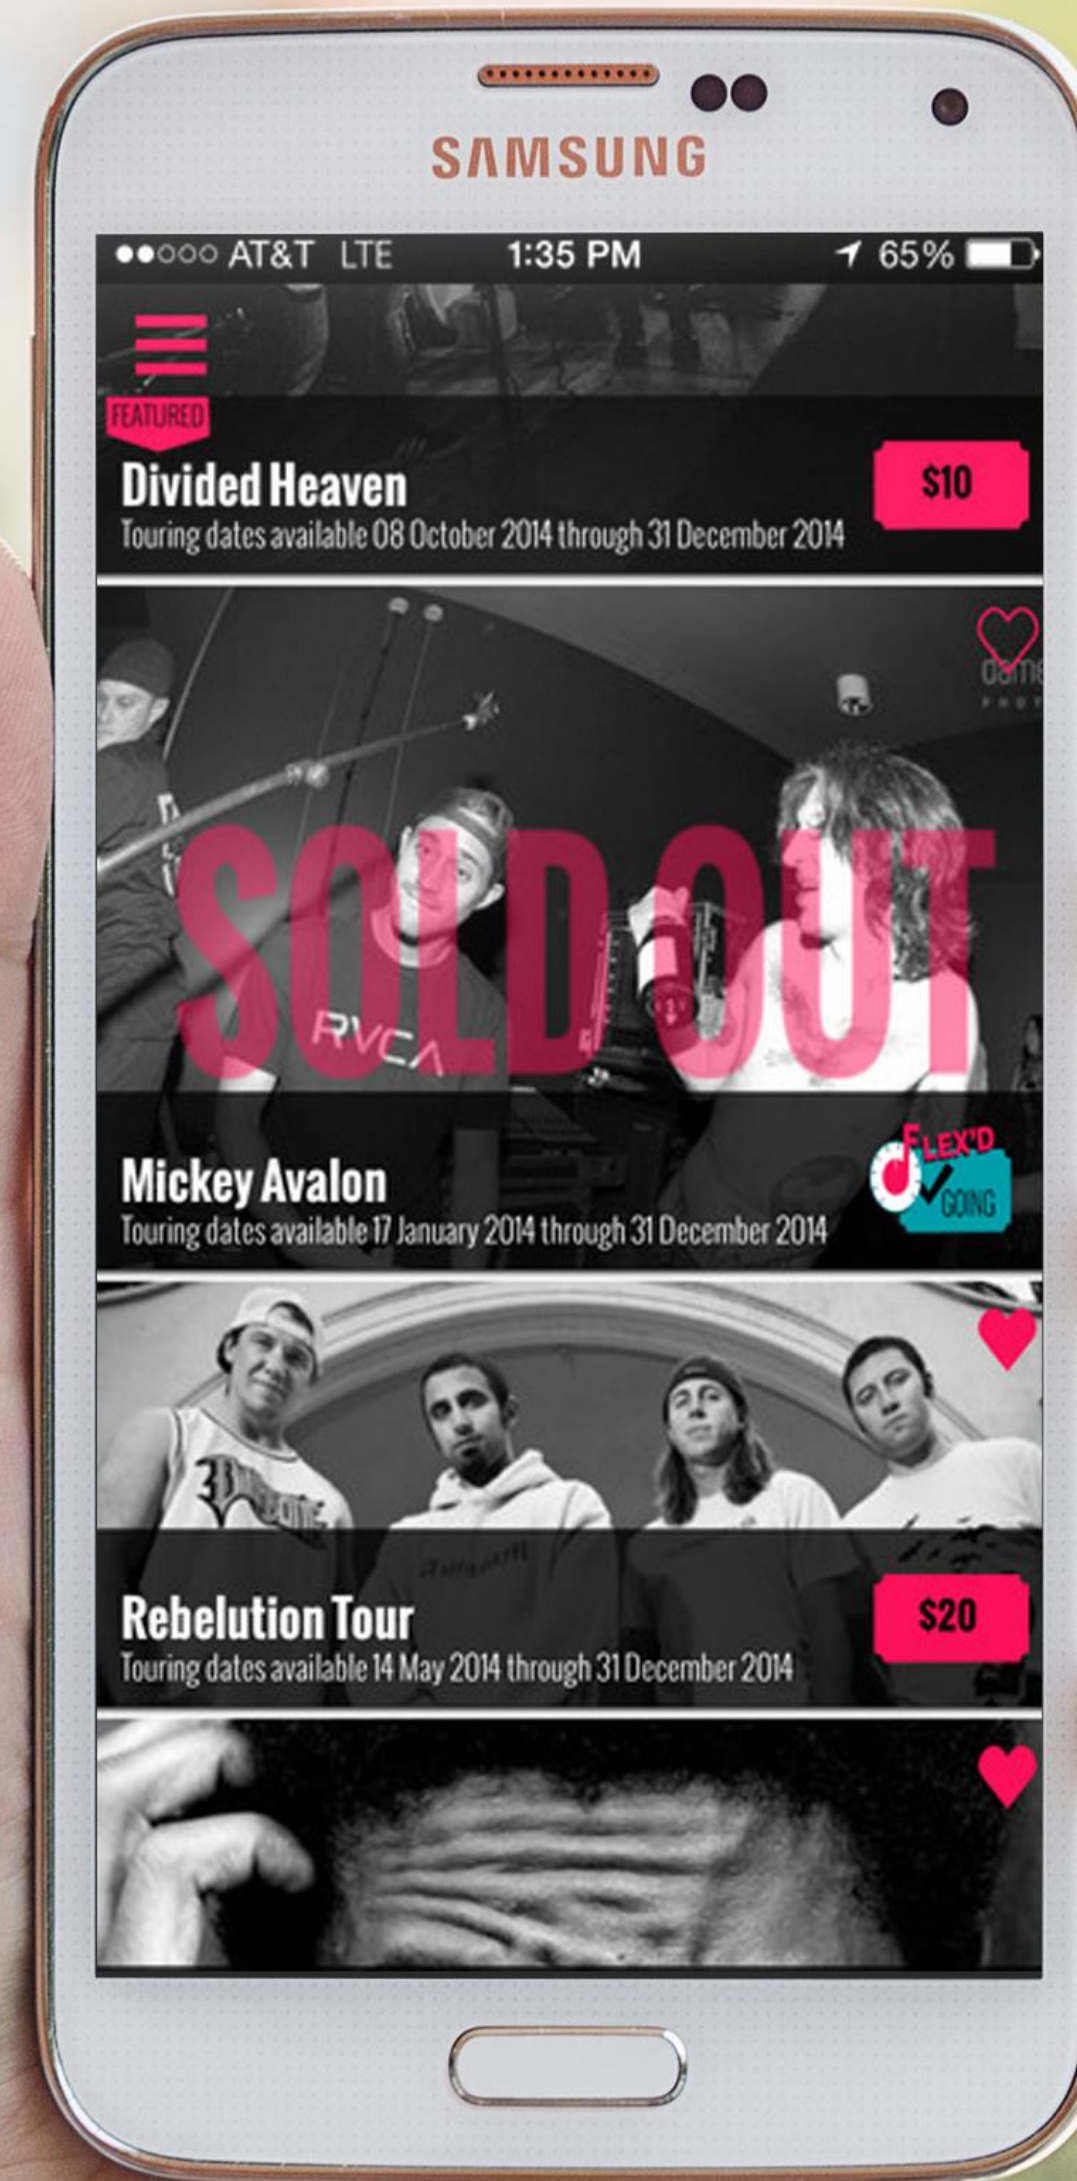 SAMSUNG
AT&T LTE 1:35 PM 65%
FEATURED
Divided Heaven
$10
Touring dates available 08 October 2014 through 31 December 2014
SOLD OUT
RVCA
FLEX'D
GOING
Mickey Avalon
Touring dates available 17 January 2014 through 31 December 2014
Rebelution Tour
$20
Touring dates available 14 May 2014 through 31 December 2014